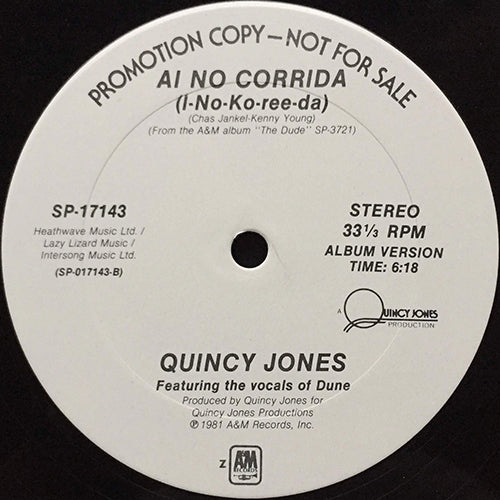 PROMOTION COPY—NOT FOR SALE
AI NO CORRIDA
(I-No-Ko-ree-da)
(Chas Jankel-Kenny Young)
(From the A&M album "The Dude" SP-3721)
SP-17143
Heathwave Music Ltd. /
Lazy Lizard Music /
Intersong Music Ltd.
(SP-017143-B)
STEREO
33⅓ RPM
ALBUM VERSION
TIME: 6:18
A QUINCY JONES
PRODUCTION
QUINCY JONES
Featuring the vocals of Dune
Produced by Quincy Jones for
Quincy Jones Productions
℗ 1981 A&M Records, Inc.
Z A&M
RECORDS